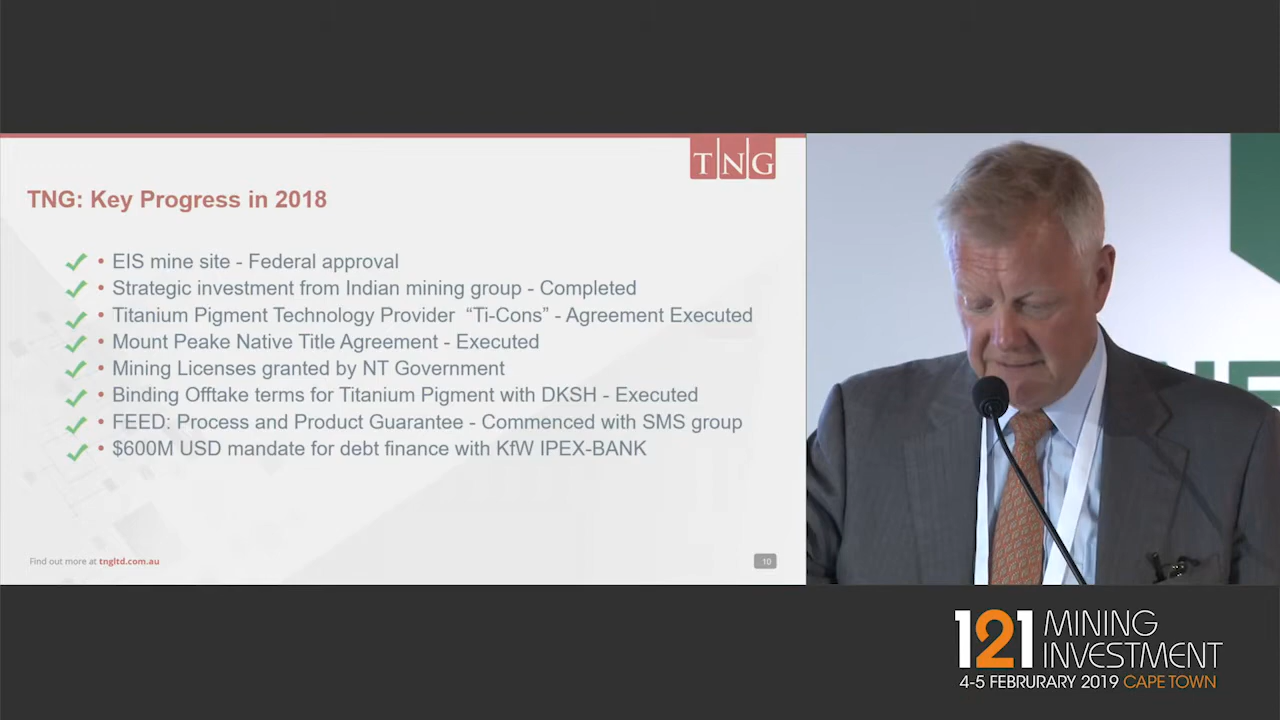 TNG
TNG: Key Progress in 2018
• EIS mine site - Federal approval
• Strategic investment from Indian mining group - Completed
• Titanium Pigment Technology Provider “Ti-Cons” - Agreement Executed
• Mount Peake Native Title Agreement - Executed
• Mining Licenses granted by NT Government
• Binding Offtake terms for Titanium Pigment with DKSH - Executed
• FEED: Process and Product Guarantee - Commenced with SMS group
• $600M USD mandate for debt finance with KfW IPEX-BANK
Find out more at tngltd.com.au
10
121 MINING
INVESTMENT
4-5 FEBRURARY 2019 CAPE TOWN